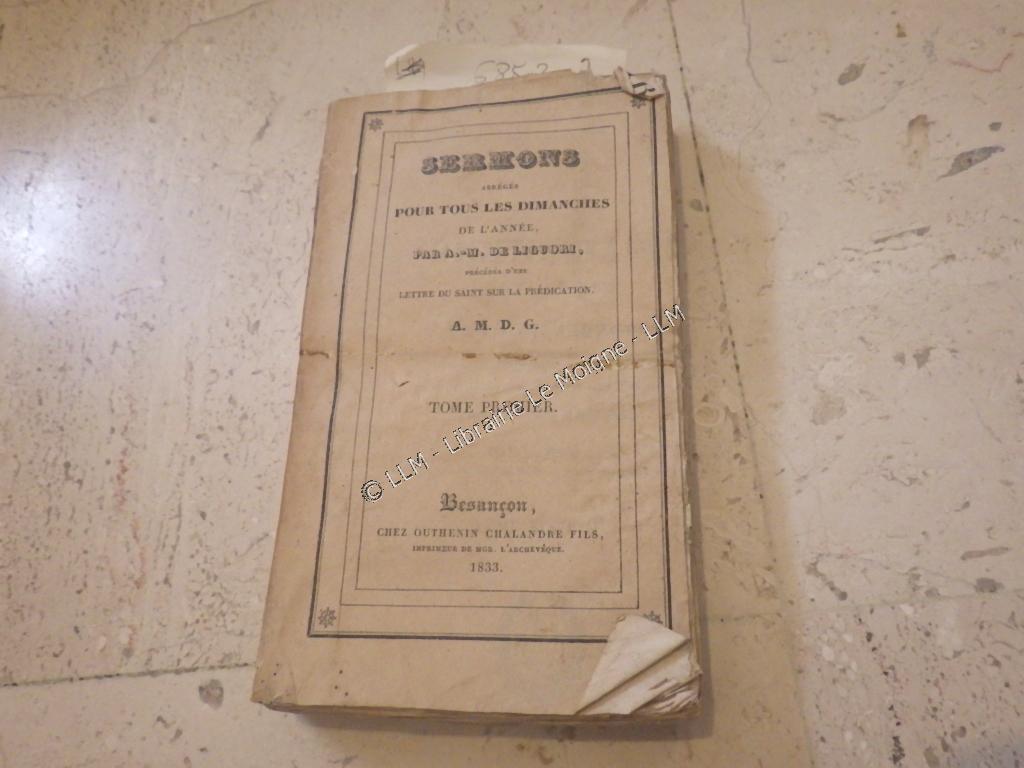 6852
SERMONS
ABRÉGÉS
POUR TOUS LES DIMANCHES
DE L'ANNÉE,
PAR A.-M. DE LIGUORI,
PRÉCÉDÉS D'UNE
LETTRE DU SAINT SUR LA PRÉDICATION.
A. M. D. G.
TOME PREMIER.
Besançon,
CHEZ OUTHENIN CHALANDRE FILS,
IMPRIMEUR DE MGR. L'ARCHEVÊQUE.
1833.
© LLM - Librairie Le Moigne - LLM